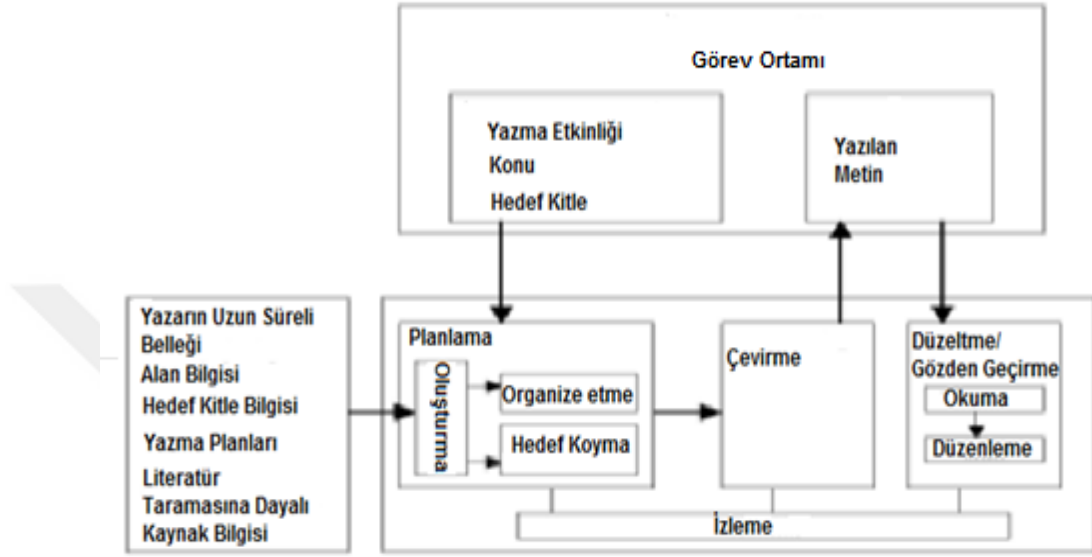 Görev Ortamı
Yazma Etkinliği
Konu
Hedef Kitle
Yazılan
Metin
Yazarın Uzun Süreli
Belleği
Alan Bilgisi
Hedef Kitle Bilgisi
Yazma Planları
Literatür
Taramasına Dayalı
Kaynak Bilgisi
Planlama
Oluşturma
Organize etme
Hedef Koyma
Çevirme
Düzeltme/
Gözden Geçirme
Okuma
Düzenleme
İzleme